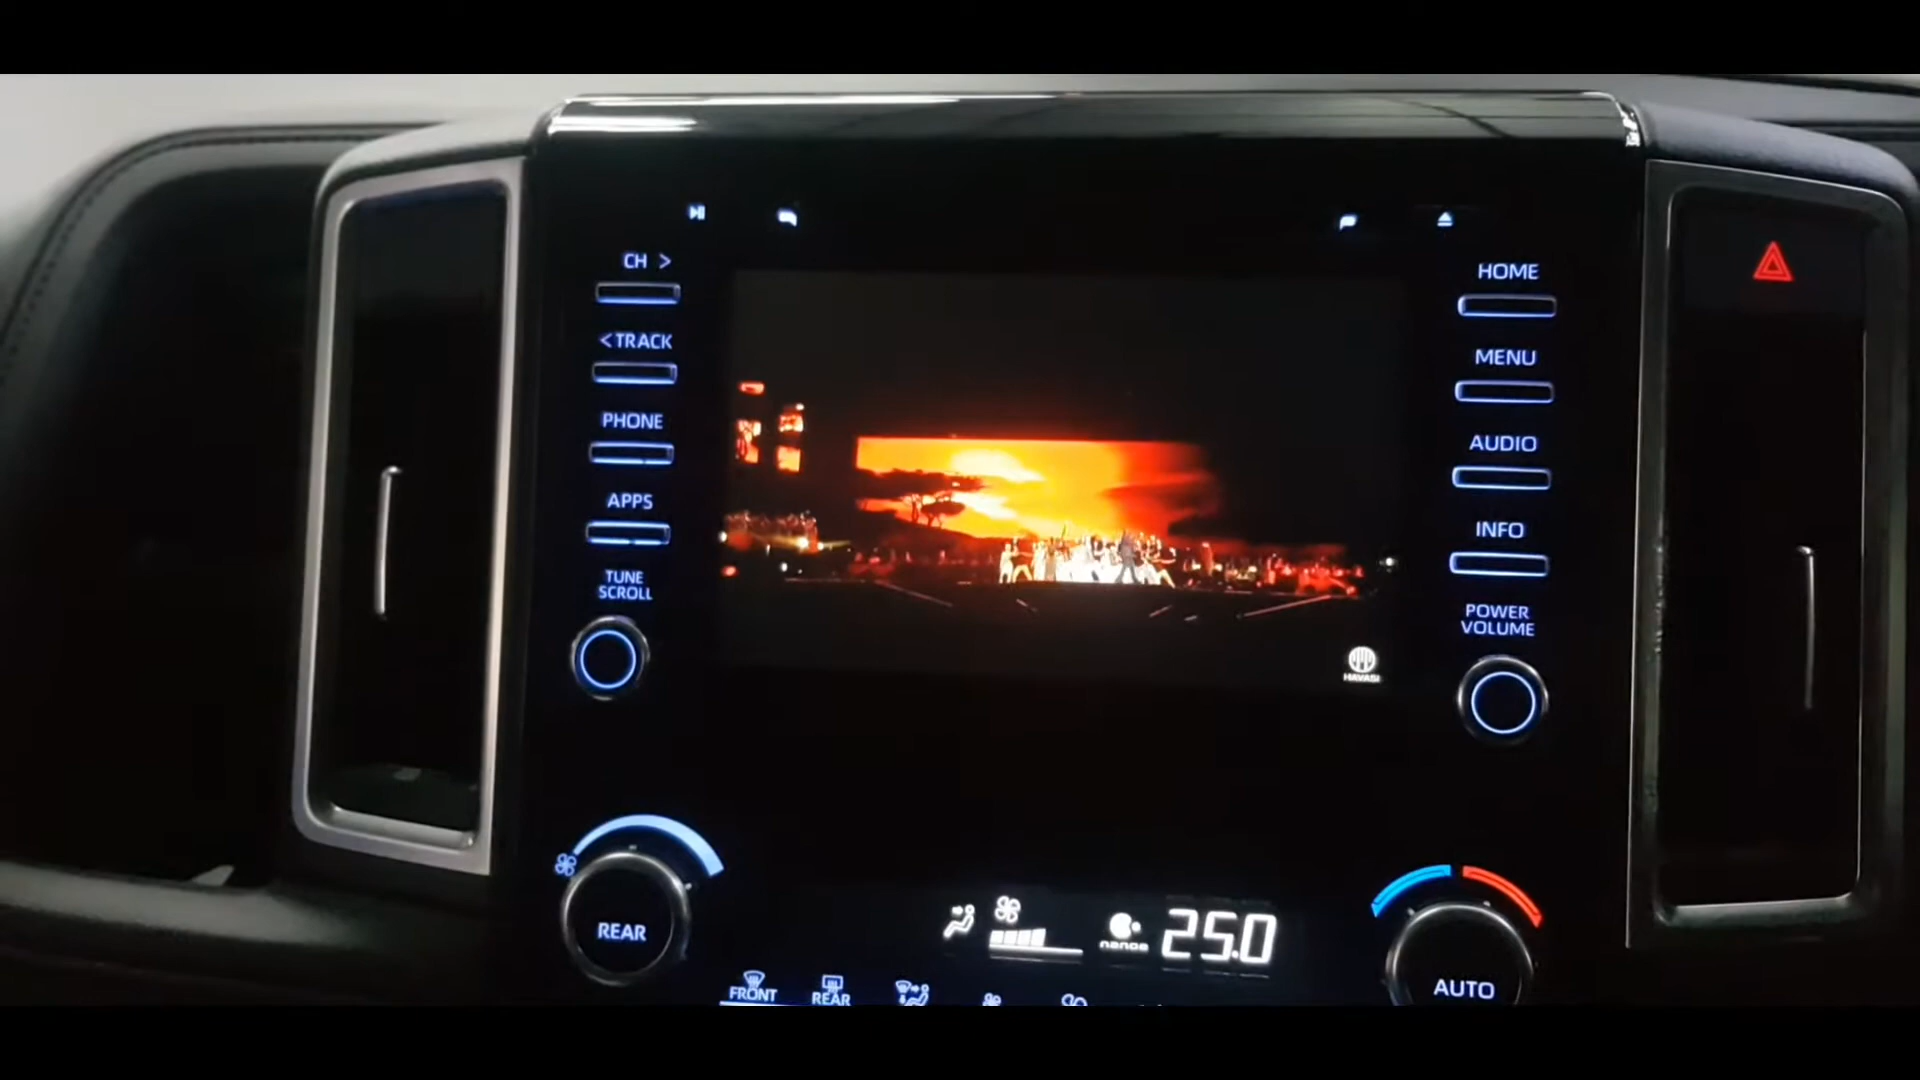 CH >
HOME
< TRACK
MENU
PHONE
AUDIO
APPS
INFO
TUNE
SCROLL
POWER
VOLUME
HAVASI
REAR
nanoe
25.0
AUTO
FRONT
REAR